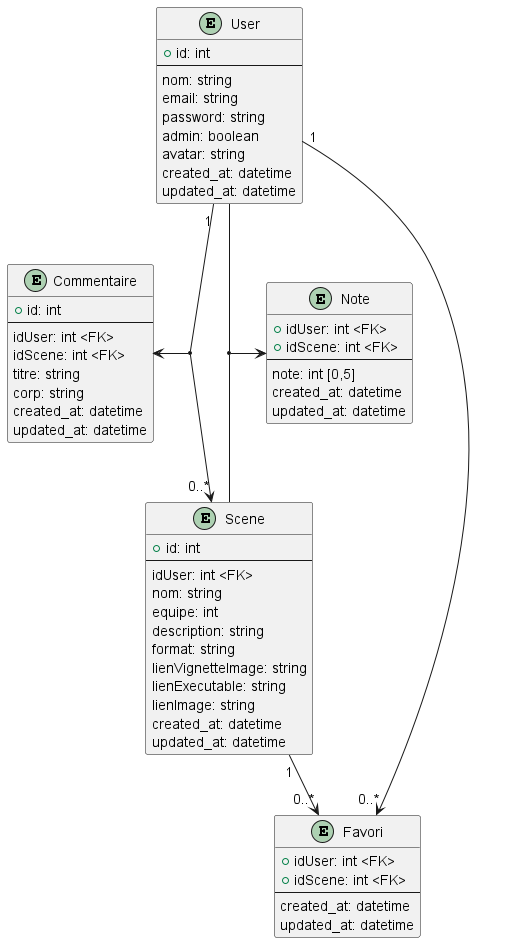 E User
id: int
nom: string
email: string
password: string
admin: boolean
avatar: string
created_at: datetime
updated_at: datetime
1
1
E Commentaire
id: int
idUser: int <FK>
idScene: int <FK>
titre: string
corp: string
created_at: datetime
updated_at: datetime
E Note
idUser: int <FK>
idScene: int <FK>
note: int [0,5]
created_at: datetime
updated_at: datetime
0..*
E Scene
id: int
idUser: int <FK>
nom: string
equipe: int
description: string
format: string
lienVignetteImage: string
lienExecutable: string
lienImage: string
created_at: datetime
updated_at: datetime
1
0..*
0..*
E Favori
idUser: int <FK>
idScene: int <FK>
created_at: datetime
updated_at: datetime